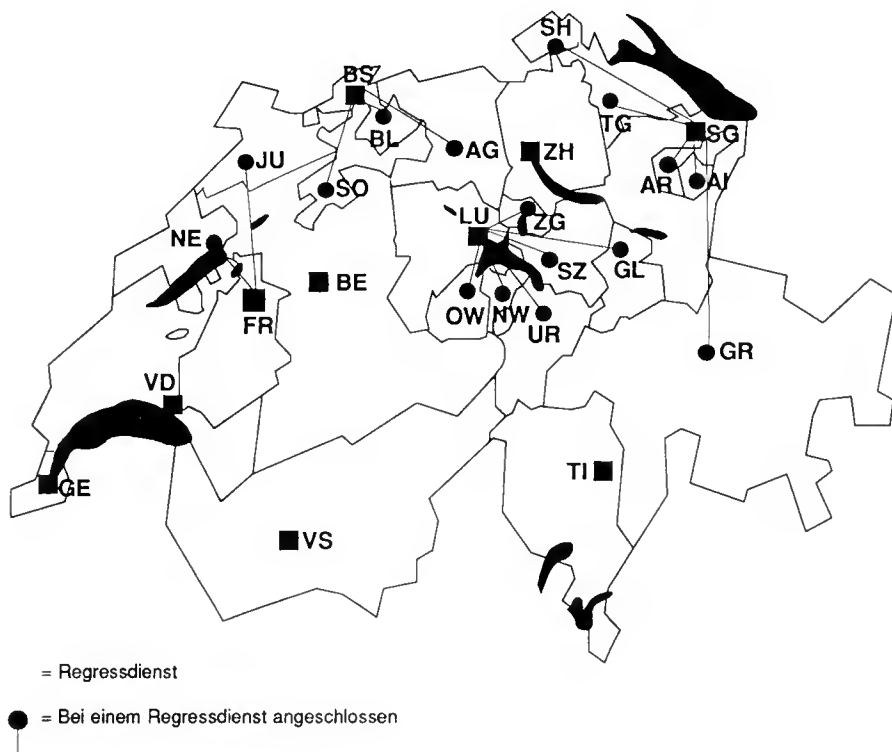 SH
BS
TG
SG
BL
AG
ZH
JU
AR
AI
SO
LU
ZG
NE
GL
SZ
BE
OW
NW
UR
FR
GR
VD
TI
GE
VS
= Regressdienst
= Bei einem Regressdienst angeschlossen